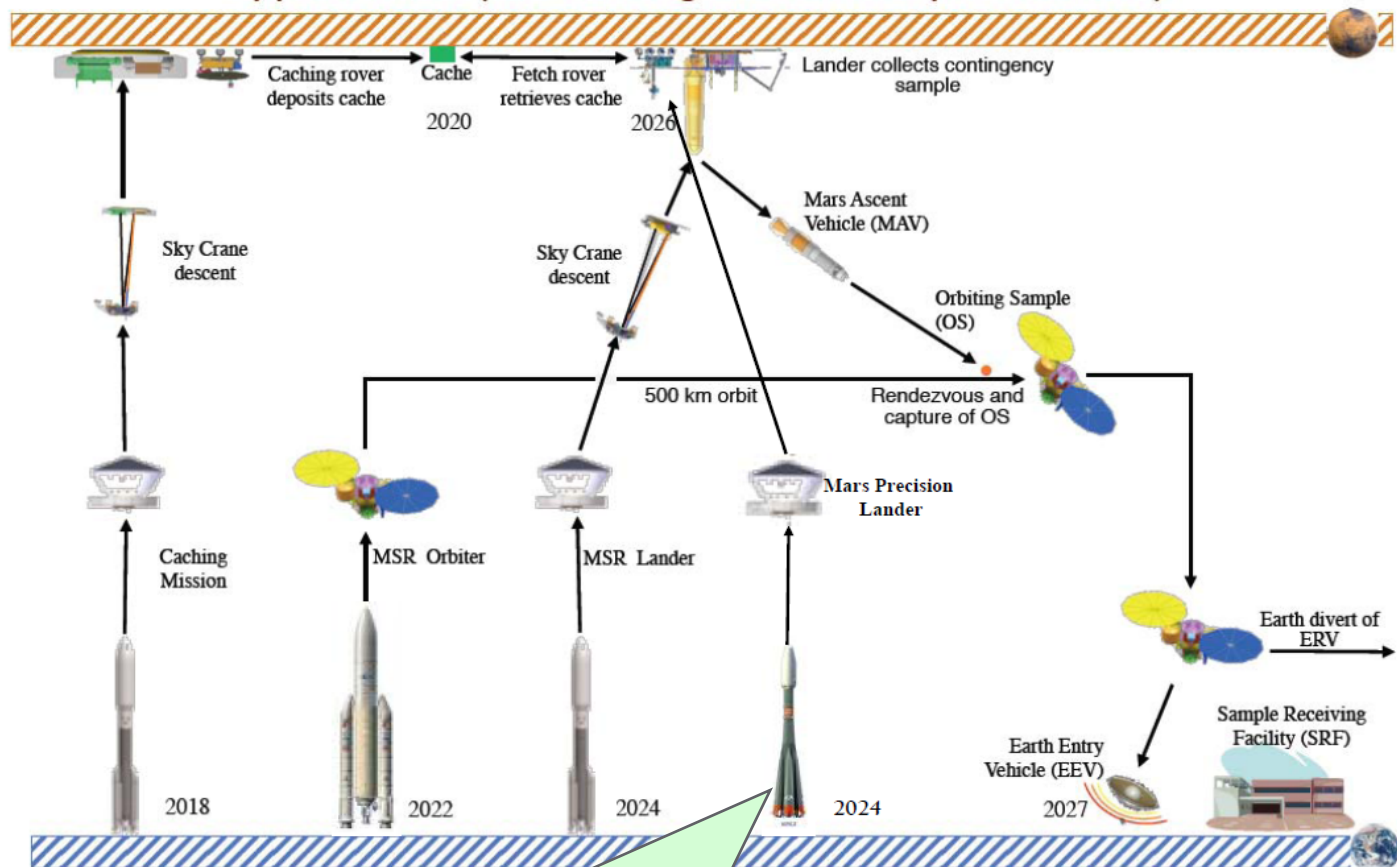 Caching rover
deposits cache
Cache
2020
Fetch rover
retrieves cache
2026
Lander collects contingency
sample
Sky Crane
descent
Sky Crane
descent
Mars Ascent
Vehicle (MAV)
Orbiting Sample
(OS)
500 km orbit
Rendezvous and
capture of OS
Mars Precision
Lander
Caching
Mission
MSR Orbiter
MSR Lander
Earth divert of
ERV
Sample Receiving
Facility (SRF)
Earth Entry
Vehicle (EEV)
2018
2022
2024
2024
2027